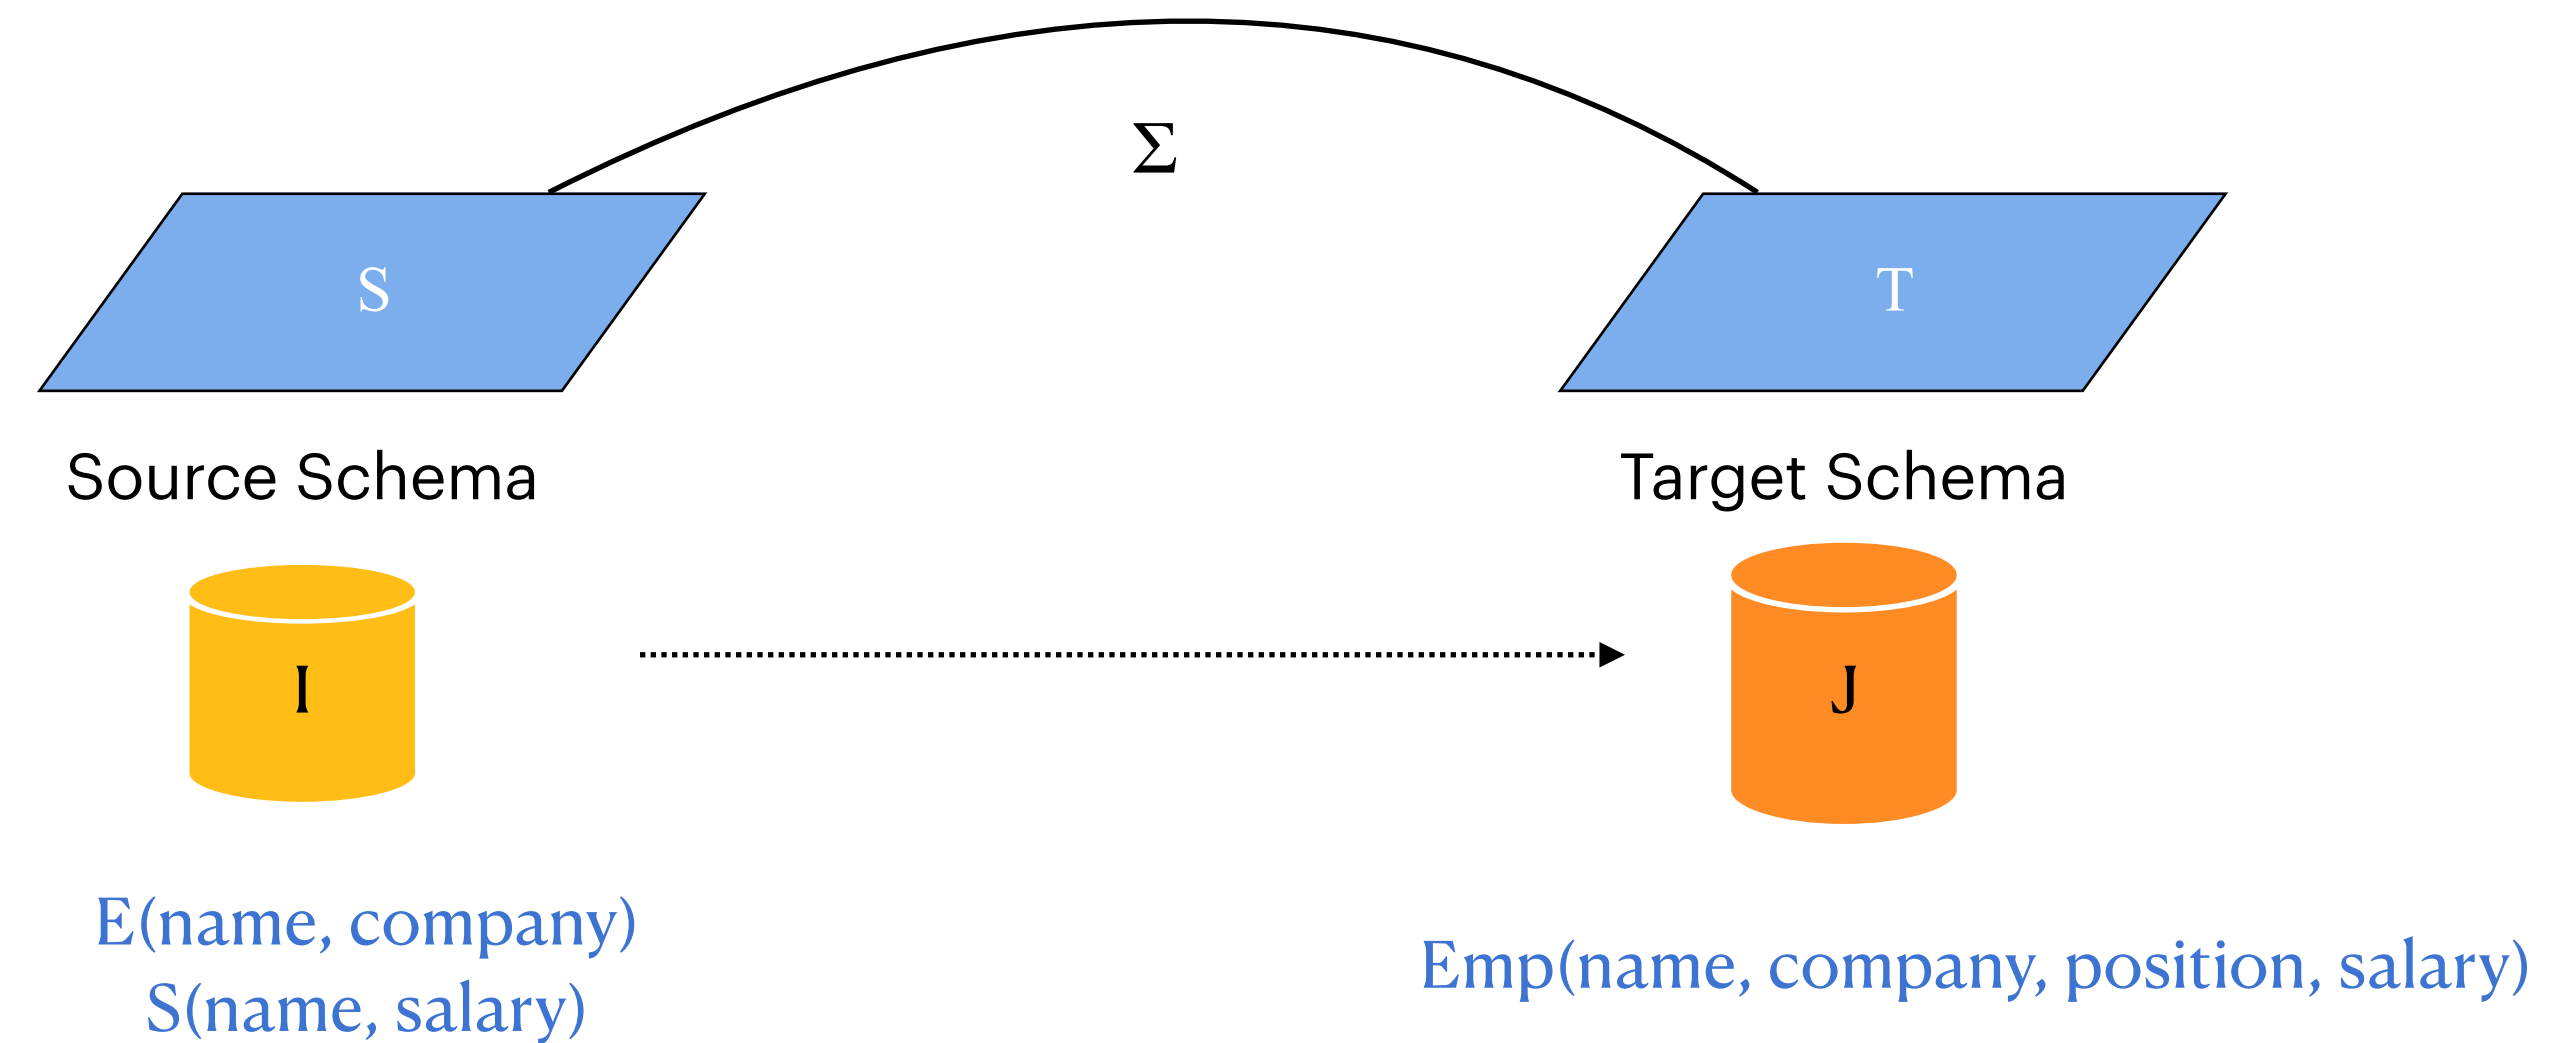 Σ
S
T
Source Schema
Target Schema
I
J
E(name, company)
S(name, salary)
Emp(name, company, position, salary)